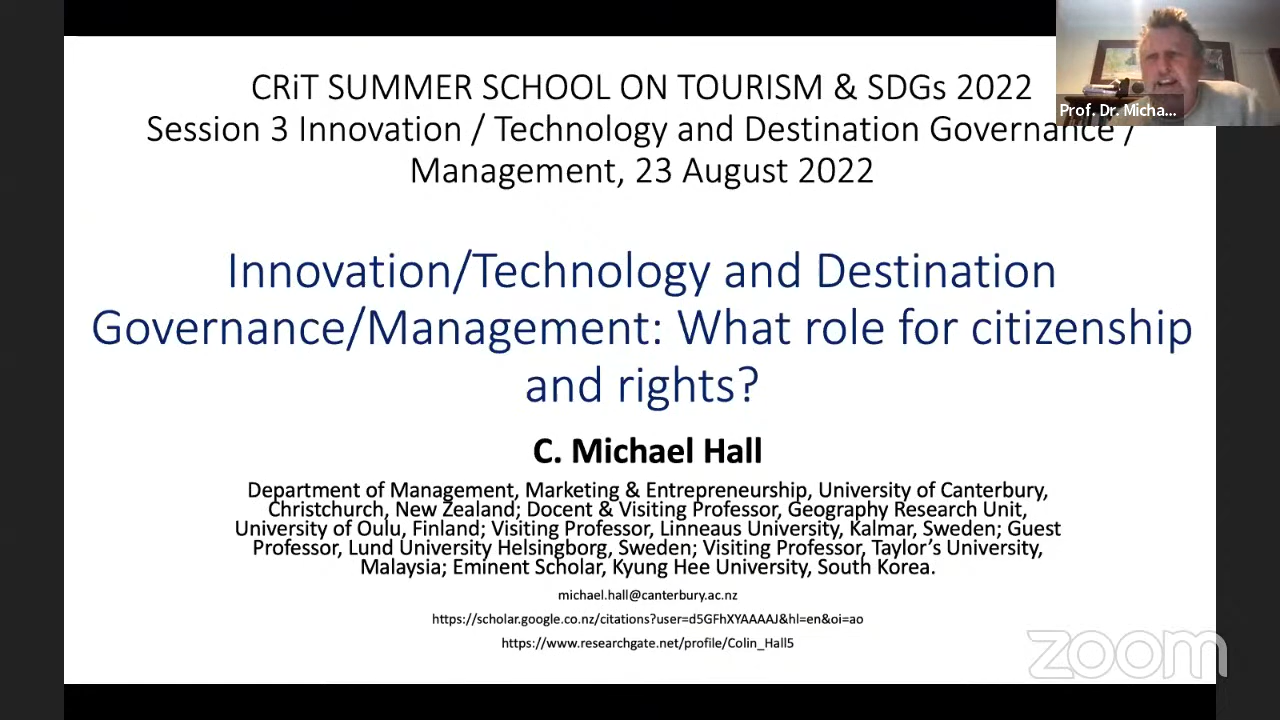 CRiT SUMMER SCHOOL ON TOURISM & SDGs 2022
Session 3 Innovation / Technology and Destination Governance /
Management, 23 August 2022
Prof. Dr. Micha...
Innovation/Technology and Destination
Governance/Management: What role for citizenship
and rights?
C. Michael Hall
Department of Management, Marketing & Entrepreneurship, University of Canterbury,
Christchurch, New Zealand; Docent & Visiting Professor, Geography Research Unit,
University of Oulu, Finland; Visiting Professor, Linneaus University, Kalmar, Sweden; Guest
Professor, Lund University Helsingborg, Sweden; Visiting Professor, Taylor's University,
Malaysia; Eminent Scholar, Kyung Hee University, South Korea.
michael.hall@canterbury.ac.nz
https://scholar.google.co.nz/citations?user=d5GFhXYAAAAJ&hl=en&oi=ao
https://www.researchgate.net/profile/Colin_Hall5
zoom